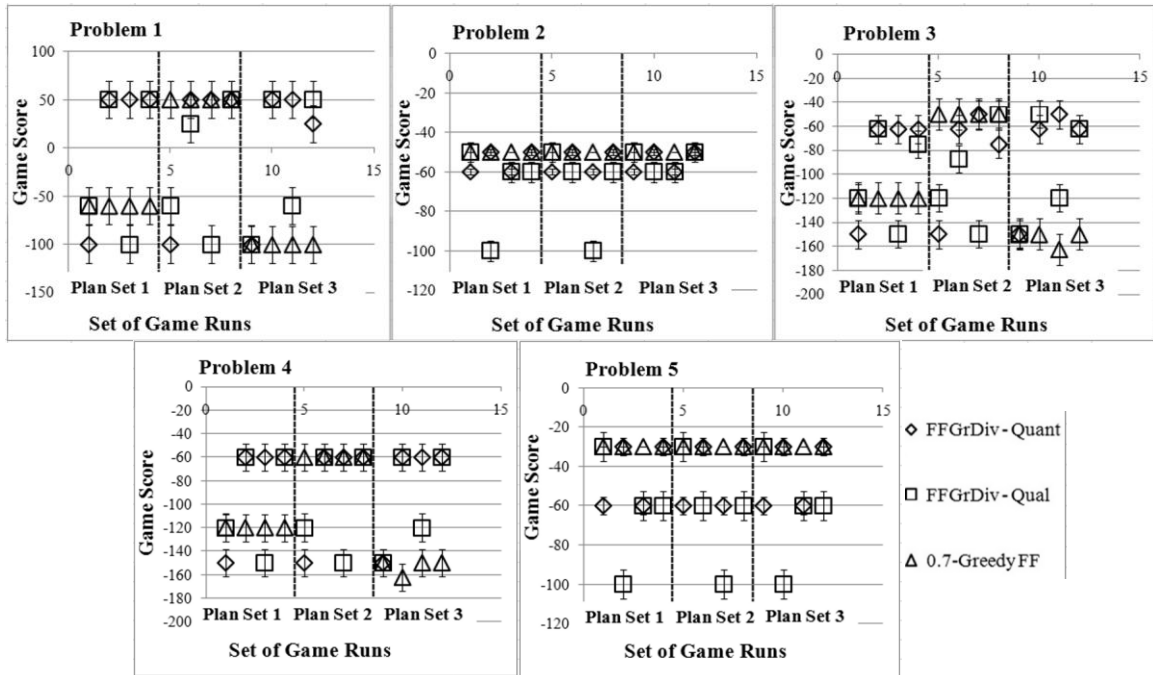 Problem 1
100
50
0
-50
-100
-150
0
5
10
15
Game Score
Plan Set 1
Plan Set 2
Plan Set 3
Set of Game Runs
Problem 2
0
-20
-40
-60
-80
-100
-120
0
5
10
15
Game Score
Plan Set 1
Plan Set 2
Plan Set 3
Set of Game Runs
Problem 3
0
-20
-40
-60
-80
-100
-120
-140
-160
-180
-200
0
5
10
15
Game Score
Plan Set 1
Plan Set 2
Plan Set 3
Set of Game Runs
Problem 4
0
-20
-40
-60
-80
-100
-120
-140
-160
-180
-200
0
5
10
15
Game Score
Plan Set 1
Plan Set 2
Plan Set 3
Set of Game Runs
Problem 5
0
-20
-40
-60
-80
-100
-120
0
5
10
15
Game Score
Plan Set 1
Plan Set 2
Plan Set 3
Set of Game Runs
FFGrDiv - Quant
FFGrDiv - Qual
0.7-Greedy FF